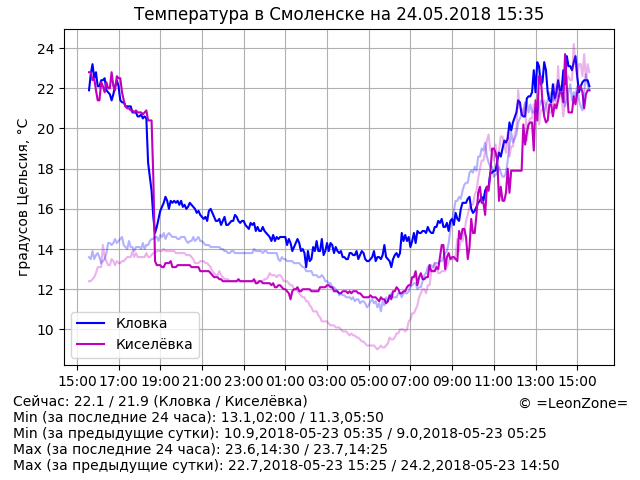 Температура в Смоленске на 24.05.2018 15:35
градусов Цельсия, °C
24
22
20
18
16
14
12
10
Кловка
Киселёвка
15:00 17:00 19:00 21:00 23:00 01:00 03:00 05:00 07:00 09:00 11:00 13:00 15:00
Сейчас: 22.1 / 21.9 (Кловка / Киселёвка)
© =LeonZone=
Min (за последние 24 часа): 13.1,02:00 / 11.3,05:50
Min (за предыдущие сутки): 10.9,2018-05-23 05:35 / 9.0,2018-05-23 05:25
Max (за последние 24 часа): 23.6,14:30 / 23.7,14:25
Max (за предыдущие сутки): 22.7,2018-05-23 15:25 / 24.2,2018-05-23 14:50